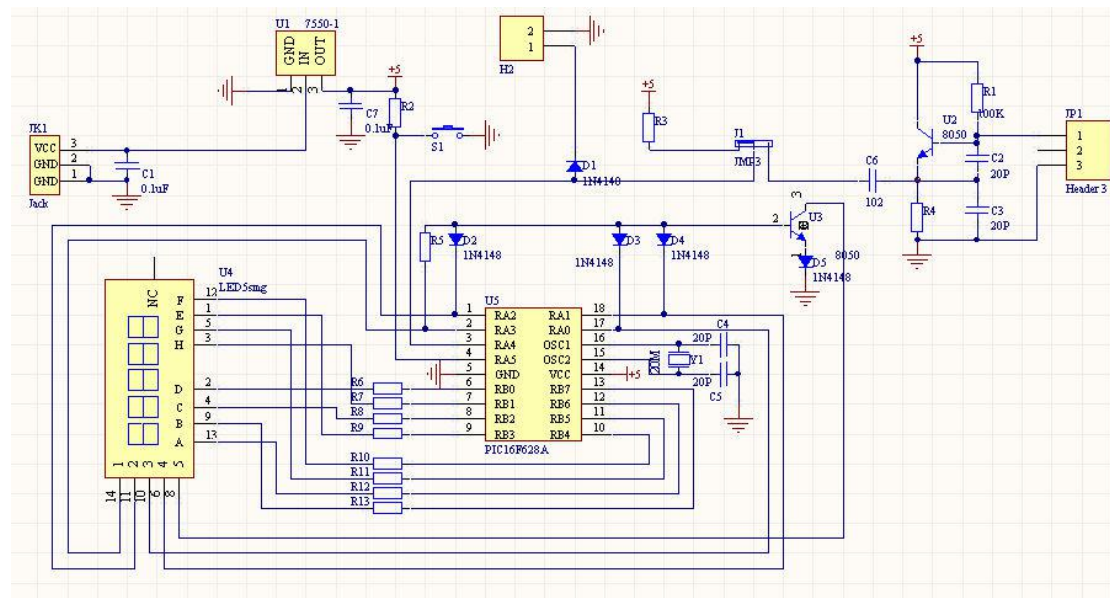 U1 7550-1
GND
IN
OUT
1
2
3
+5
C7
0.1uF
R2
S1
JK1
VCC 3
GND 2
GND 1
Jack
C1
0.1uF
2
1
H2
D1
1N4148
+5
R3
J1
JMP3
C6
102
+5
R1
100K
U2
8050
C2
20P
R4
C3
20P
JP1
1
2
3
Header 3
R5
D2
1N4148
D3
1N4148
D4
1N4148
3
2
U3
1
8050
D5
1N4148
U4
LED5smg
NC
F 12
E 1
G 5
H 3
D 2
C 4
B 9
A 13
1 2 3 4 5
14 11 10 6 8
R6
R7
R8
R9
R10
R11
R12
R13
U5
1 RA2 RA1 18
2 RA3 RA0 17
3 RA4 OSC1 16
4 RA5 OSC2 15
5 GND VCC 14
6 RB0 RB7 13
7 RB1 RB6 12
8 RB2 RB5 11
9 RB3 RB4 10
PIC16F628A
+5
20M
Y1
C4
20P
20P
C5